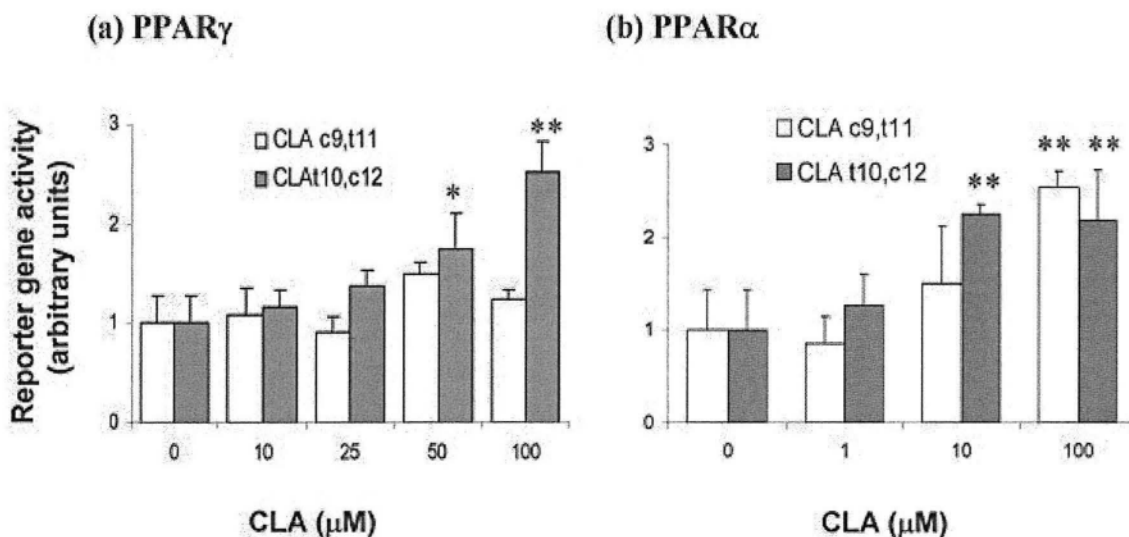 (a) PPARγ
Reporter gene activity
(arbitrary units)
3
2
1
0
CLA c9,t11
CLAt10,c12
*
**
0 10 25 50 100
CLA (μM)
(b) PPARα
3
2
1
0
CLA c9,t11
CLA t10,c12
**
** **
0 1 10 100
CLA (μM)